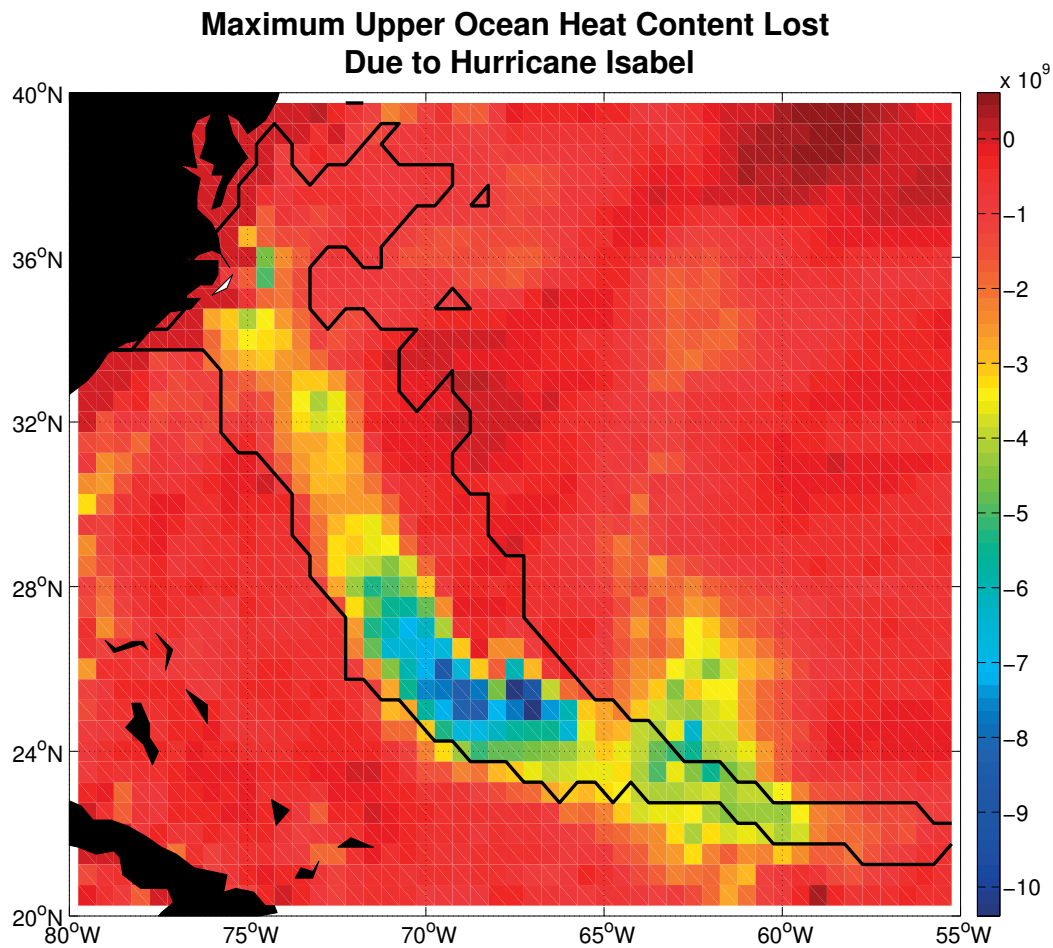 Maximum Upper Ocean Heat Content Lost
Due to Hurricane Isabel
x 10⁹
40°N
36°N
32°N
28°N
24°N
20°N
80°W 75°W 70°W 65°W 60°W 55°W
0
−1
−2
−3
−4
−5
−6
−7
−8
−9
−10